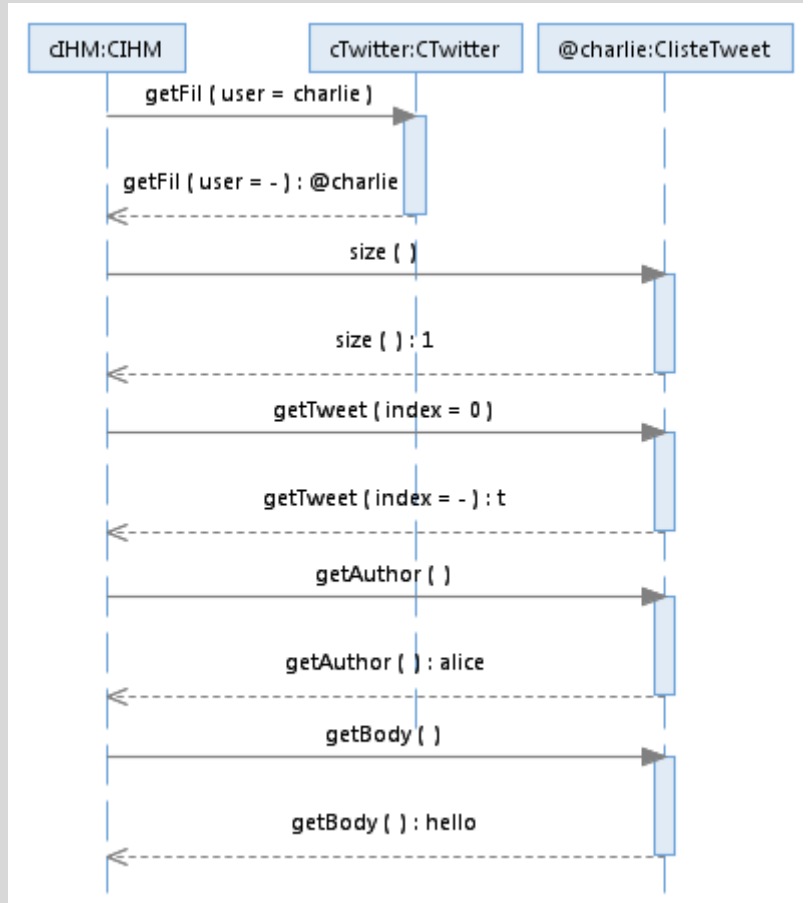 cIHM:CIHM
cTwitter:CTwitter
@charlie:ClisteTweet
getFil ( user = charlie )
getFil ( user = - ) : @charlie
size ( )
size ( ) : 1
getTweet ( index = 0 )
getTweet ( index = - ) : t
getAuthor ( )
getAuthor ( ) : alice
getBody ( )
getBody ( ) : hello